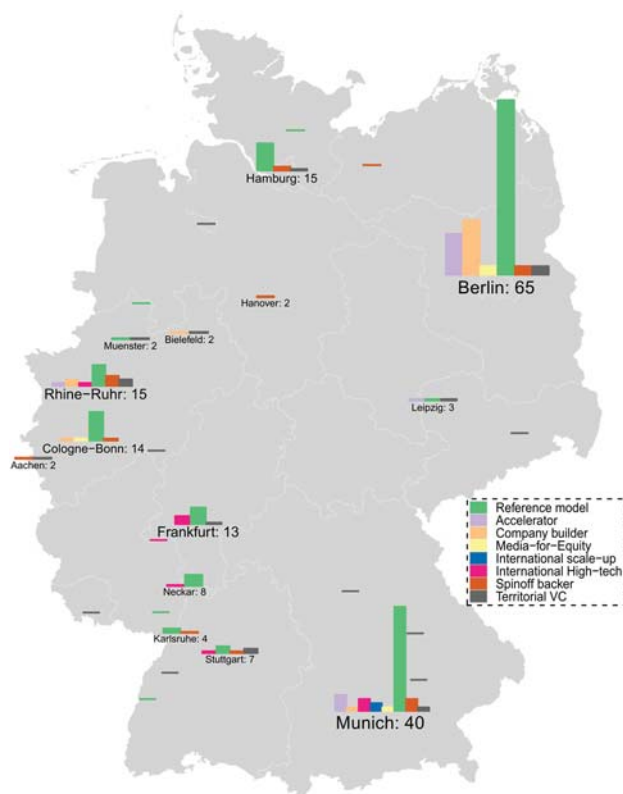 Hamburg: 15
Berlin: 65
Hanover: 2
Muenster: 2
Bielefeld: 2
Rhine−Ruhr: 15
Leipzig: 3
Cologne−Bonn: 14
Aachen: 2
Frankfurt: 13
Neckar: 8
Karlsruhe: 4
Stuttgart: 7
Munich: 40
Reference model
Accelerator
Company builder
Media−for−Equity
International scale−up
International High−tech
Spinoff backer
Territorial VC